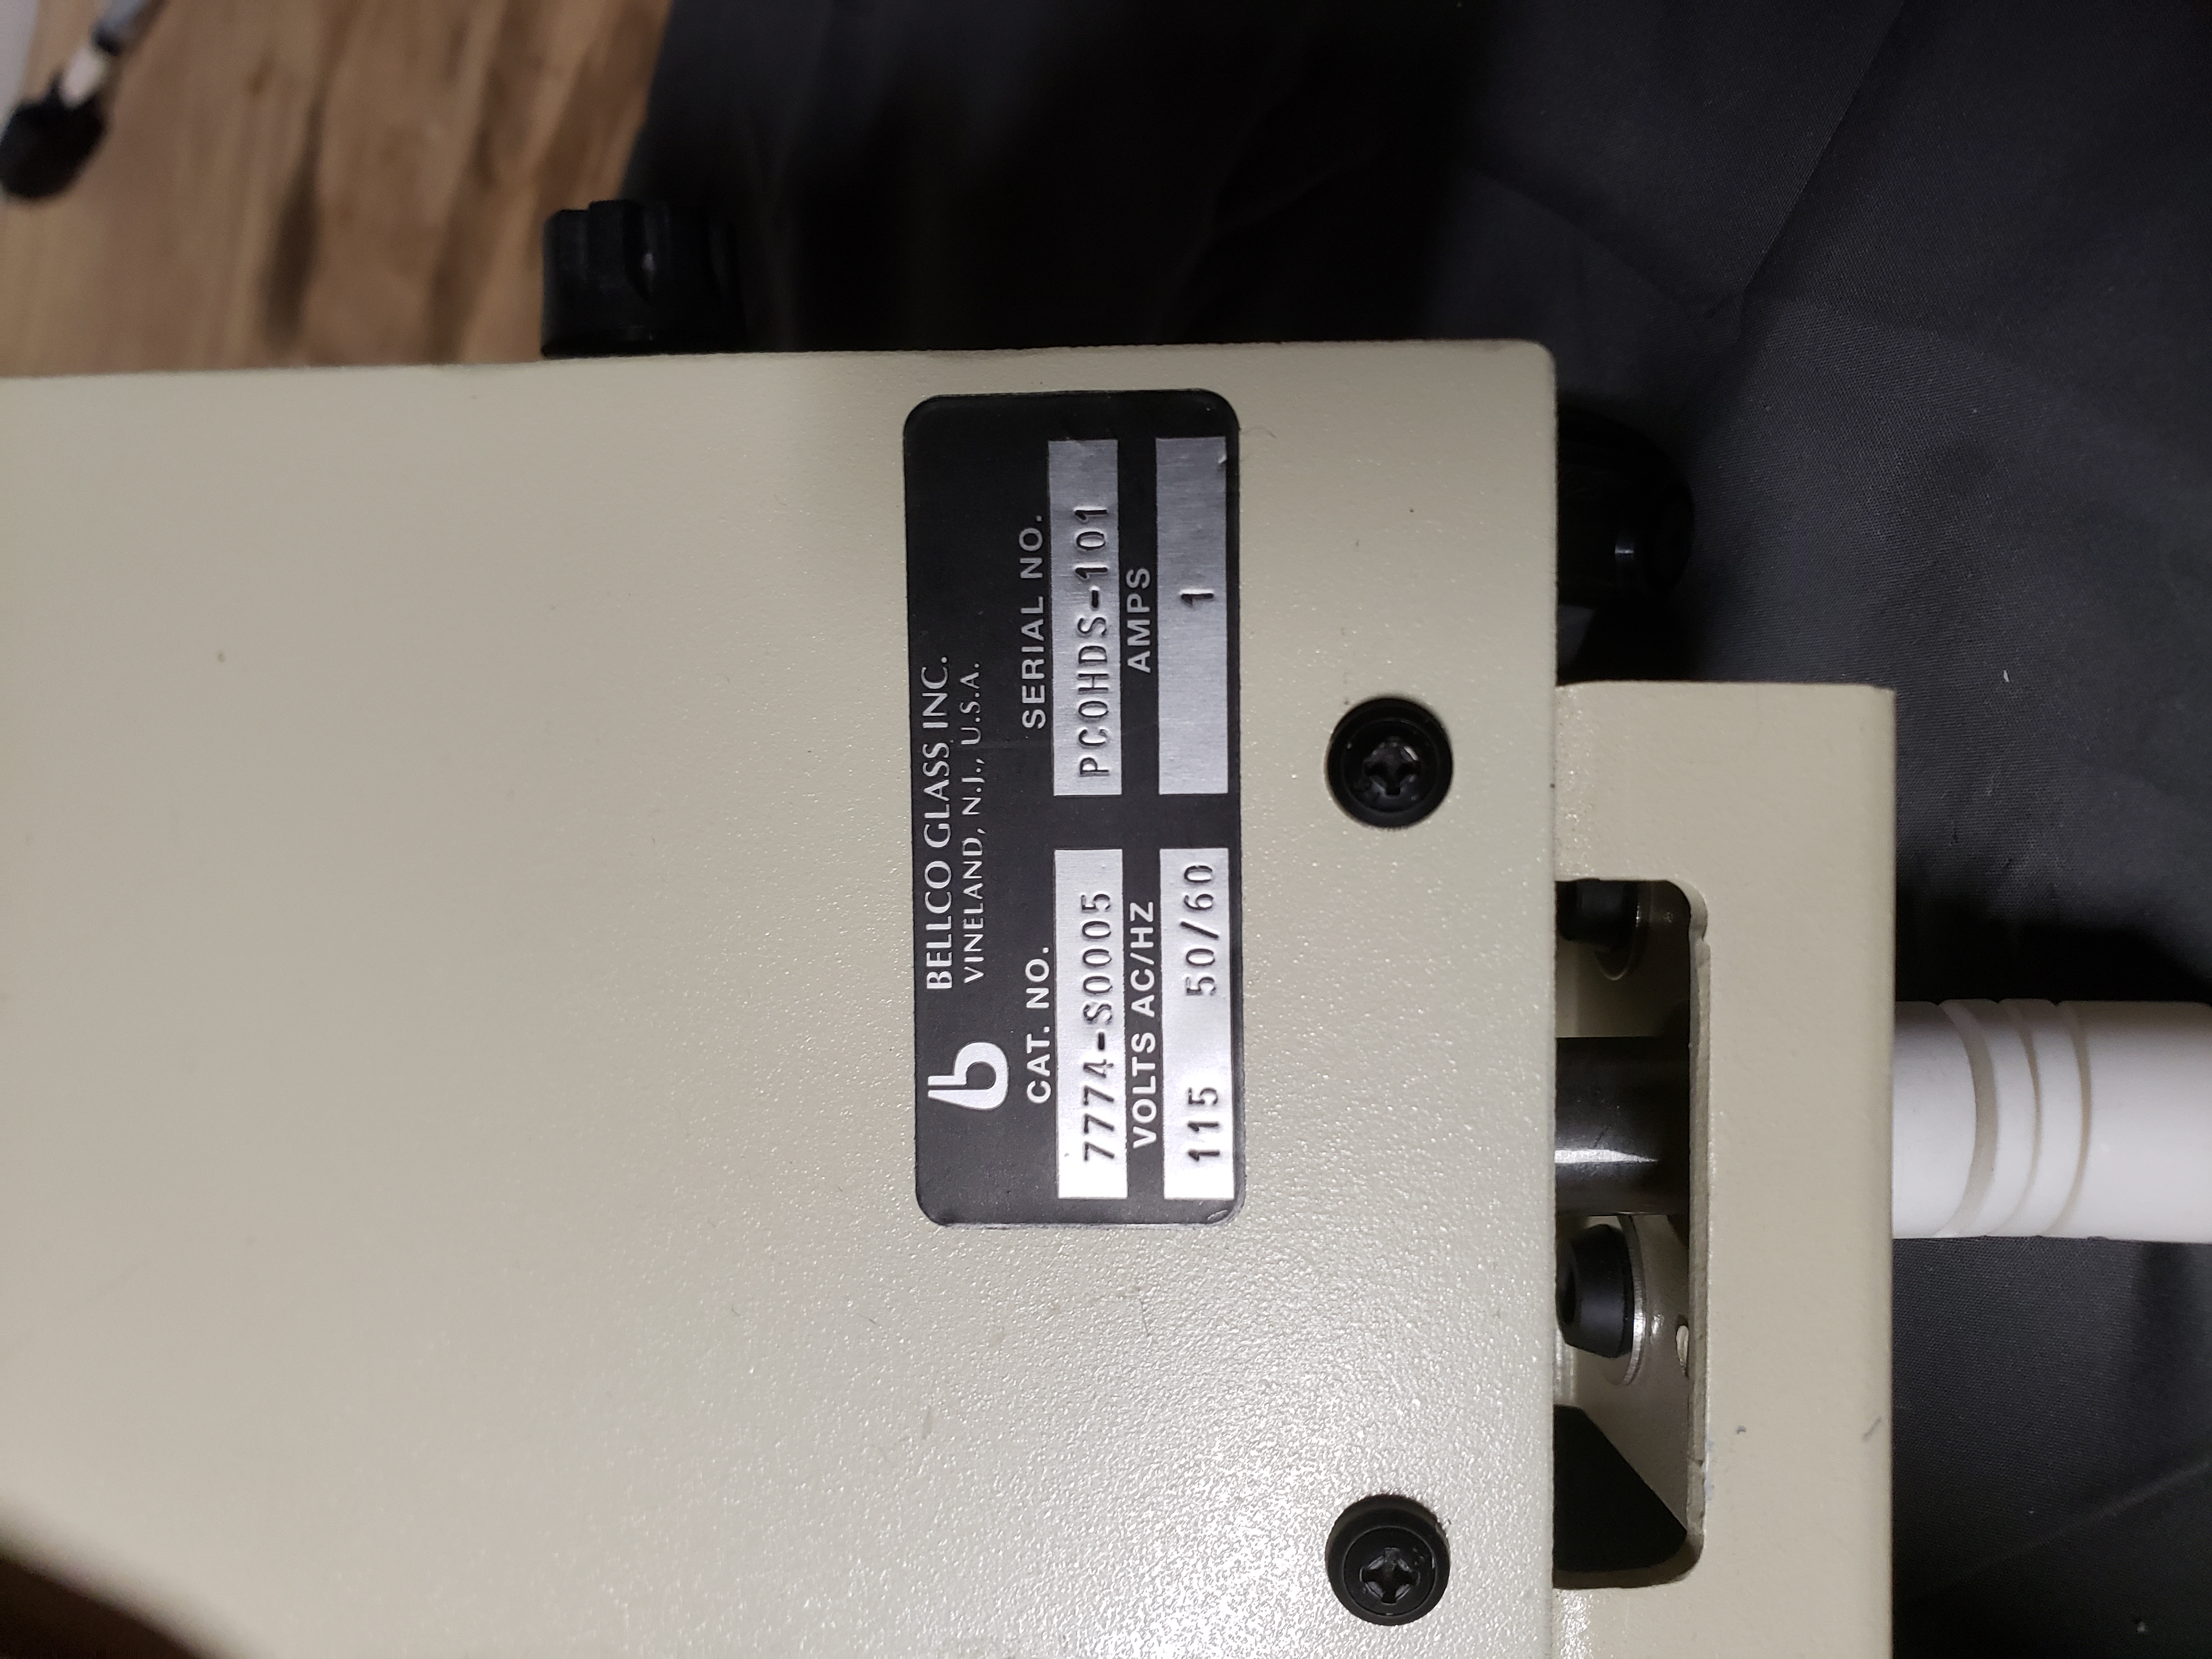 b BELLCO GLASS INC.
VINELAND, N.J., U.S.A.
CAT. NO. SERIAL NO.
7774-S0005 PCOHDS-101
VOLTS AC/HZ AMPS
115 50/60 1